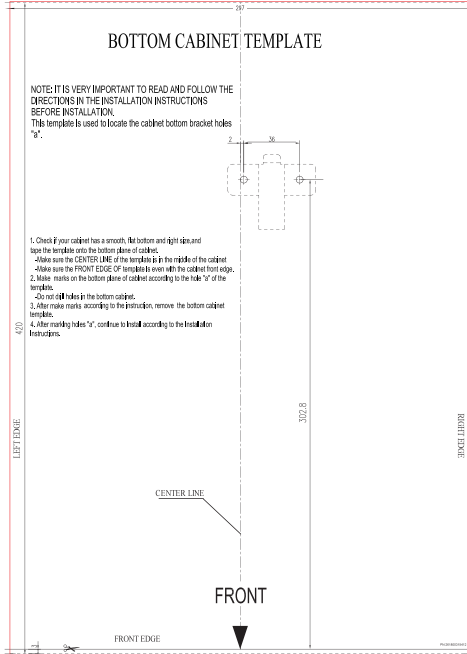 297
BOTTOM CABINET TEMPLATE
NOTE: IT IS VERY IMPORTANT TO READ AND FOLLOW THE
DIRECTIONS IN THE INSTALLATION INSTRUCTIONS
BEFORE INSTALLATION.
This template is used to locate the cabinet bottom bracket holes
"a".
2
36
1. Check if your cabinet has a smooth, flat bottom and right size,and
tape the template onto the bottom plane of cabinet.
-Make sure the CENTER LINE of the template is in the middle of the cabinet
-Make sure the FRONT EDGE OF template is even with the cabinet front edge.
2. Make marks on the bottom plane of cabinet according to the hole "a" of the
template.
-Do not drill holes in the bottom cabinet.
3. After make marks according to the instruction, remove the bottom cabinet
template.
4. After marking holes "a", continue to install according to the Installation
Instructions.
420
302.8
LEFT EDGE
RIGHT EDGE
CENTER LINE
FRONT
FRONT EDGE